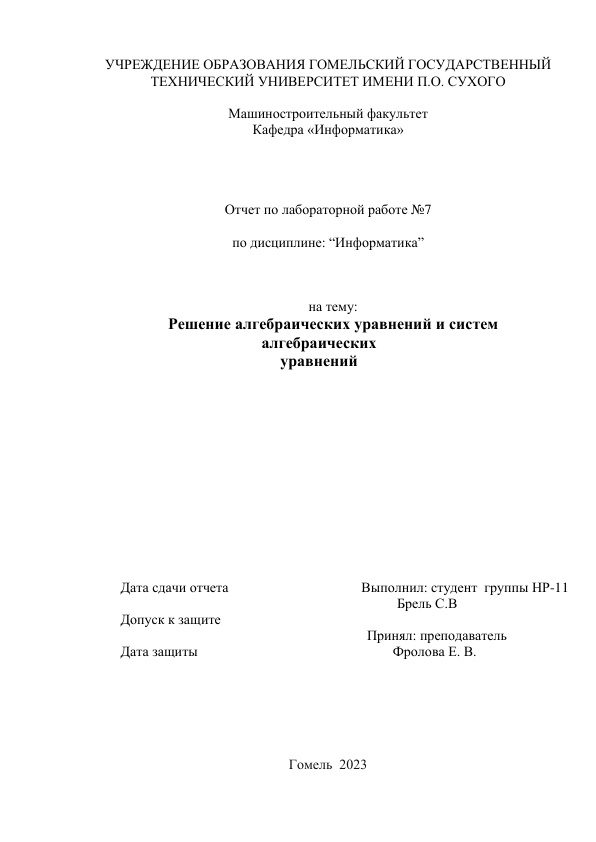 УЧРЕЖДЕНИЕ ОБРАЗОВАНИЯ ГОМЕЛЬСКИЙ ГОСУДАРСТВЕННЫЙ
ТЕХНИЧЕСКИЙ УНИВЕРСИТЕТ ИМЕНИ П.О. СУХОГО
Машиностроительный факультет
Кафедра «Информатика»
Отчет по лабораторной работе №7
по дисциплине: “Информатика”
на тему:
Решение алгебраических уравнений и систем
алгебраических
уравнений
Дата сдачи отчета Выполнил: студент группы НР-11
Брель С.В
Допуск к защите
Принял: преподаватель
Дата защиты Фролова Е. В.
Гомель 2023